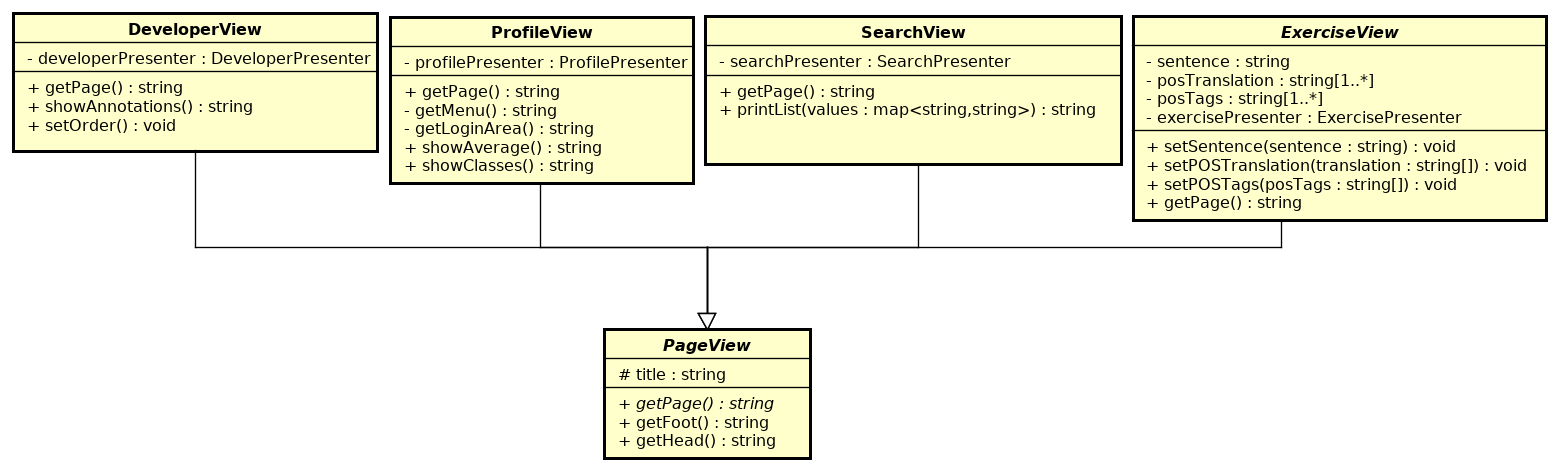 DeveloperView
- developerPresenter : DeveloperPresenter
+ getPage() : string
+ showAnnotations() : string
+ setOrder() : void
ProfileView
- profilePresenter : ProfilePresenter
+ getPage() : string
- getMenu() : string
- getLoginArea() : string
+ showAverage() : string
+ showClasses() : string
SearchView
- searchPresenter : SearchPresenter
+ getPage() : string
+ printList(values : map<string,string>) : string
ExerciseView
- sentence : string
- posTranslation : string[1..*]
- posTags : string[1..*]
- exercisePresenter : ExercisePresenter
+ setSentence(sentence : string) : void
+ setPOSTranslation(translation : string[]) : void
+ setPOSTags(posTags : string[]) : void
+ getPage() : string
PageView
# title : string
+ getPage() : string
+ getFoot() : string
+ getHead() : string